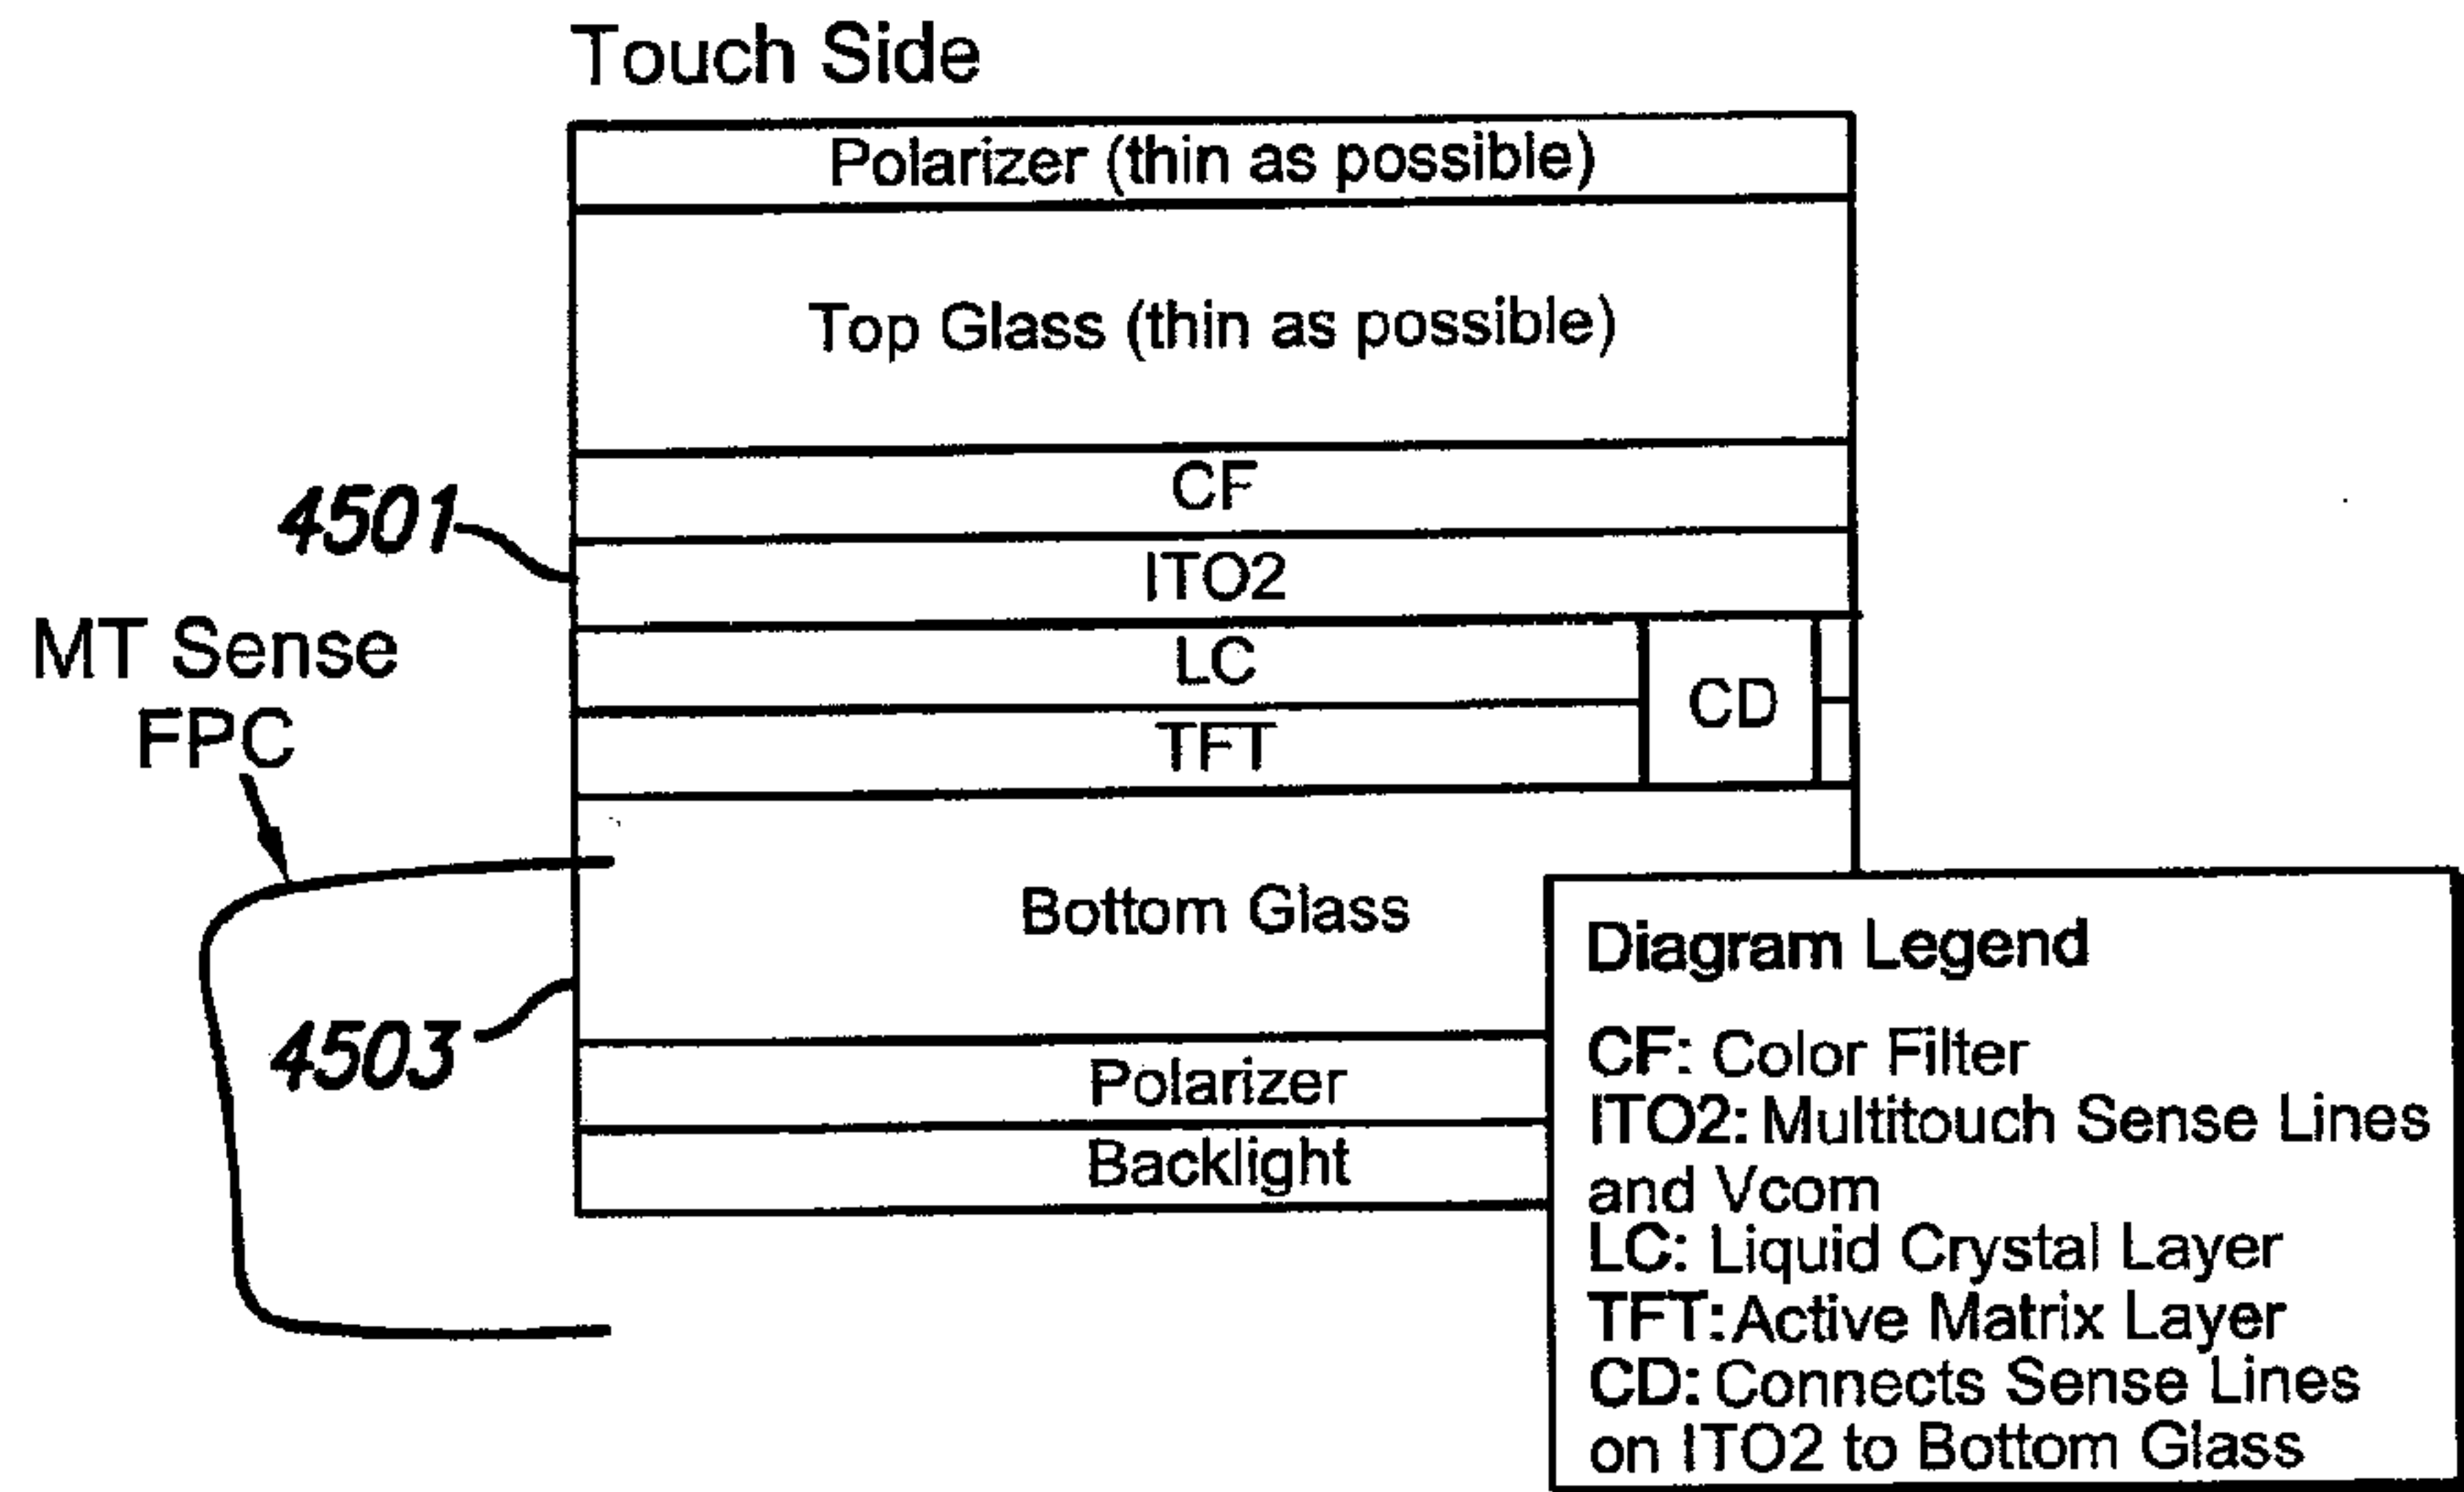 Touch Side
Polarizer (thin as possible)
Top Glass (thin as possible)
CF
4501
ITO2
MT Sense
FPC
LC
CD
TFT
Bottom Glass
4503
Polarizer
Backlight
Diagram Legend
CF: Color Filter
ITO2: Multitouch Sense Lines
and Vcom
LC: Liquid Crystal Layer
TFT: Active Matrix Layer
CD: Connects Sense Lines
on ITO2 to Bottom Glass